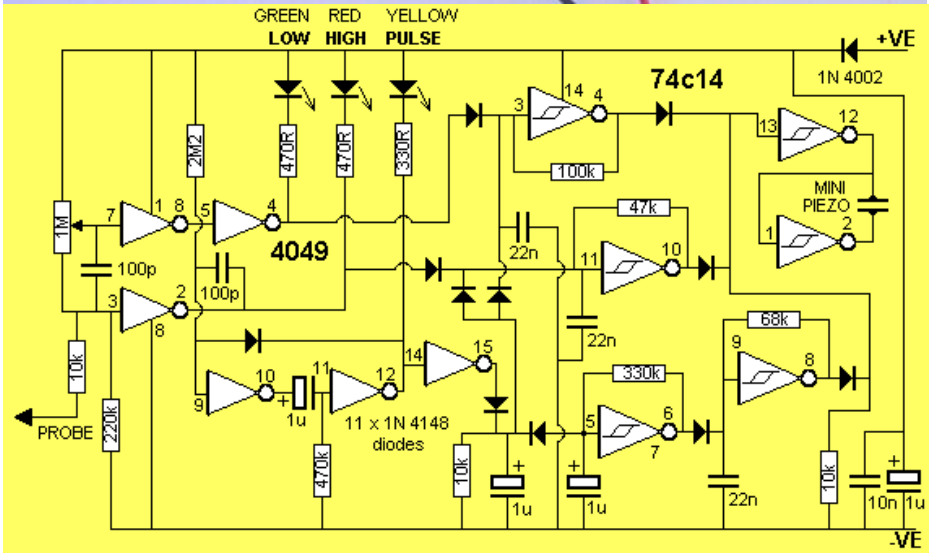 GREEN RED YELLOW
LOW HIGH PULSE
+VE
1N 4002
74c14
14
3
4
13
12
2M2
470R
470R
330R
100k
1M
7
1
8
5
4
47k
MINI
PIEZO
4049
22n
1
2
100p
100p
11
10
3
2
8
22n
68k
10k
14
15
9
8
9
10
11
12
330k
PROBE
220k
+
1u
11 x 1N 4148
diodes
5
6
7
470k
10k
+
1u
+
1u
22n
10k
10n
+
1u
-VE